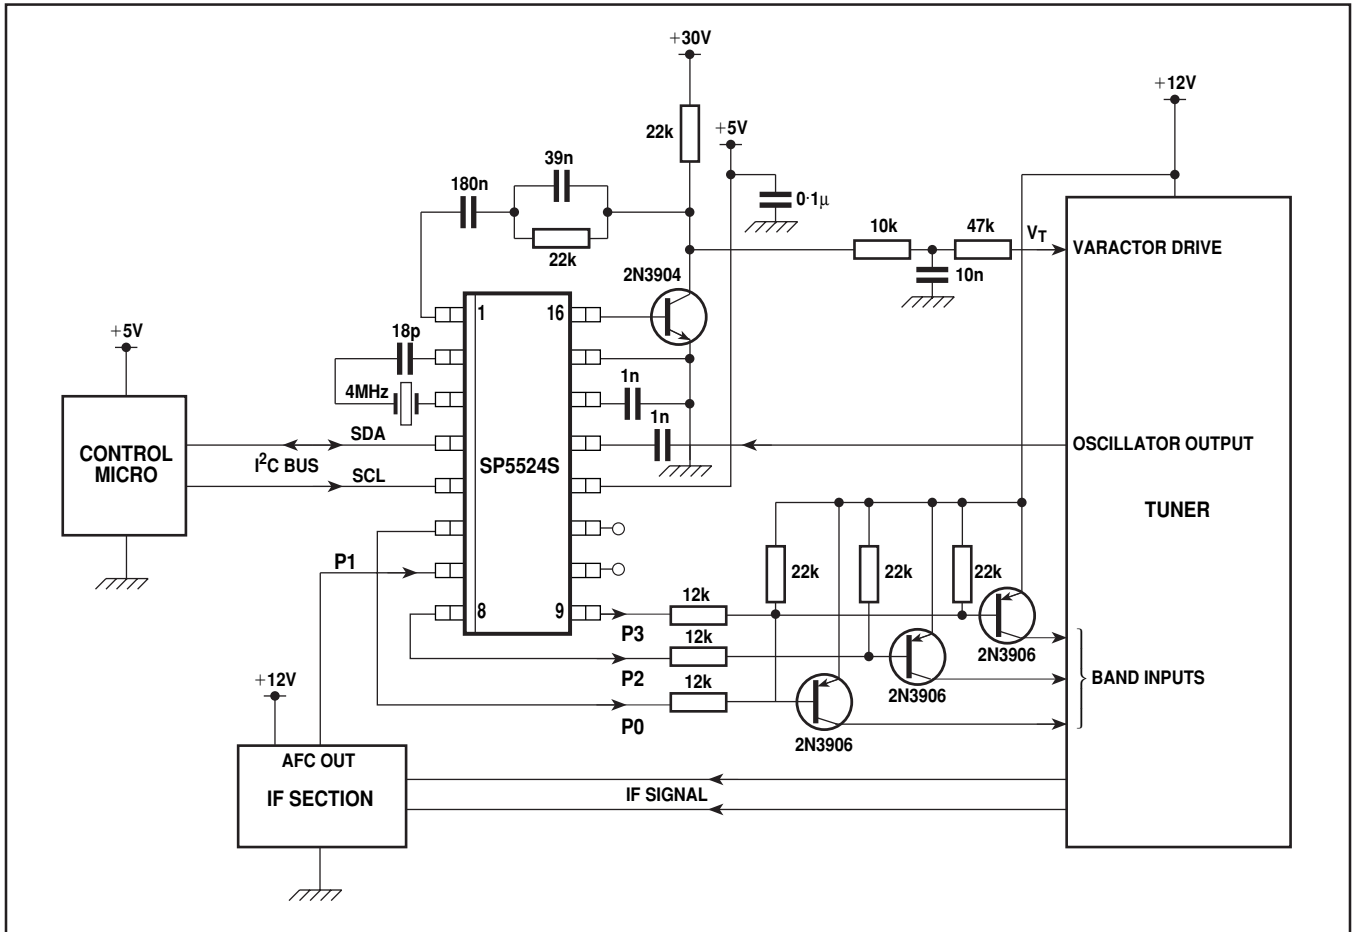 +30V
+12V
22k
+5V
39n
180n
0·1µ
22k
10k
47k
VT
VARACTOR DRIVE
10n
2N3904
1
16
+5V
18p
4MHz
1n
1n
CONTROL
MICRO
SDA
I²C BUS
SCL
SP5524S
OSCILLATOR OUTPUT
TUNER
P1
8
9
22k
22k
22k
12k
P3
12k
P2
12k
P0
2N3906
2N3906
2N3906
BAND INPUTS
+12V
AFC OUT
IF SECTION
IF SIGNAL